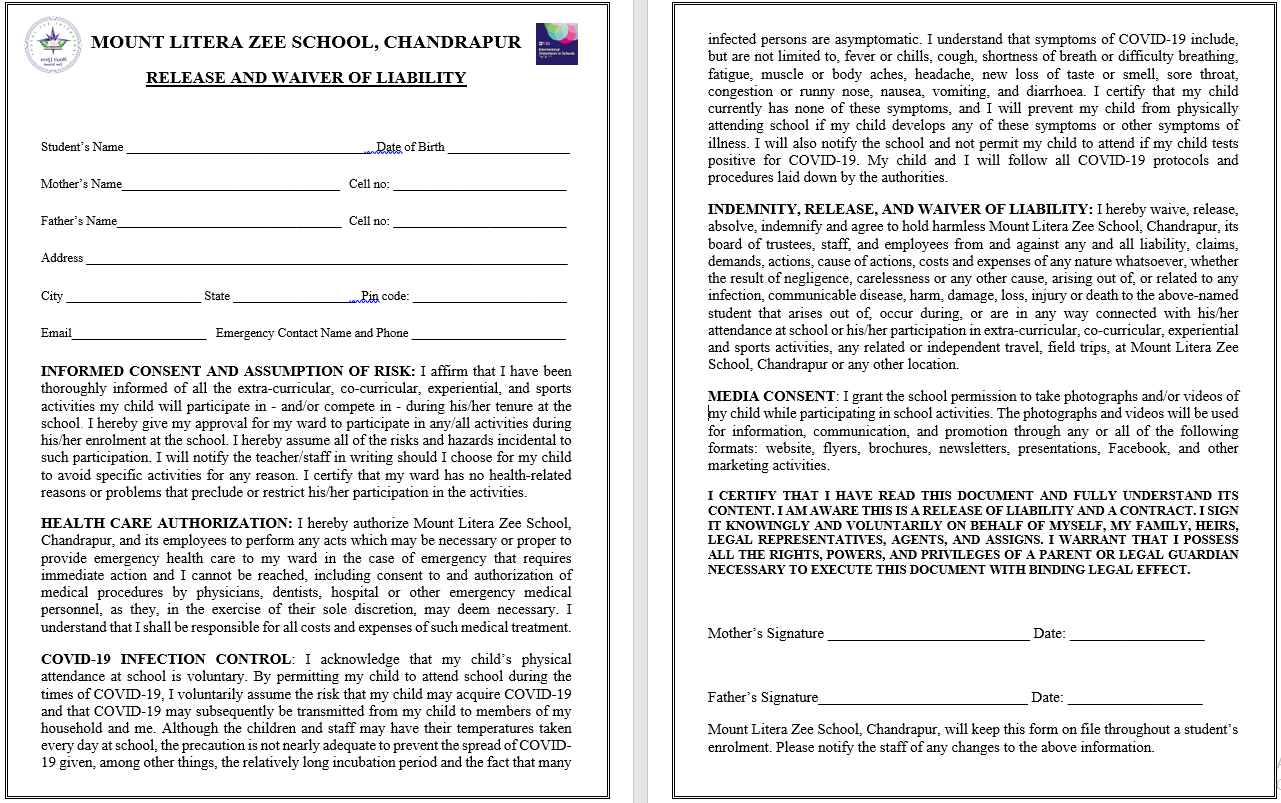 MOUNT LITERA ZEE SCHOOL, CHANDRAPUR
RELEASE AND WAIVER OF LIABILITY
Student’s Name ____________________ Date of Birth ____________________
Mother’s Name____________________ Cell no: ____________________
Father’s Name____________________ Cell no: ____________________
Address ____________________
City ____________________ State ____________________ Pin code: ____________________
Email____________________ Emergency Contact Name and Phone ____________________
INFORMED CONSENT AND ASSUMPTION OF RISK: I affirm that I have been
thoroughly informed of all the extra-curricular, co-curricular, experiential, and sports
activities my child will participate in - and/or compete in - during his/her tenure at the
school. I hereby give my approval for my ward to participate in any/all activities during
his/her enrolment at the school. I hereby assume all of the risks and hazards incidental to
such participation. I will notify the teacher/staff in writing should I choose for my child
to avoid specific activities for any reason. I certify that my ward has no health-related
reasons or problems that preclude or restrict his/her participation in the activities.
HEALTH CARE AUTHORIZATION: I hereby authorize Mount Litera Zee School,
Chandrapur, and its employees to perform any acts which may be necessary or proper to
provide emergency health care to my ward in the case of emergency that requires
immediate action and I cannot be reached, including consent to and authorization of
medical procedures by physicians, dentists, hospital or other emergency medical
personnel, as they, in the exercise of their sole discretion, may deem necessary. I
understand that I shall be responsible for all costs and expenses of such medical treatment.
COVID-19 INFECTION CONTROL: I acknowledge that my child’s physical
attendance at school is voluntary. By permitting my child to attend school during the
times of COVID-19, I voluntarily assume the risk that my child may acquire COVID-19
and that COVID-19 may subsequently be transmitted from my child to members of my
household and me. Although the children and staff may have their temperatures taken
every day at school, the precaution is not nearly adequate to prevent the spread of COVID-
19 given, among other things, the relatively long incubation period and the fact that many
infected persons are asymptomatic. I understand that symptoms of COVID-19 include,
but are not limited to, fever or chills, cough, shortness of breath or difficulty breathing,
fatigue, muscle or body aches, headache, new loss of taste or smell, sore throat,
congestion or runny nose, nausea, vomiting, and diarrhoea. I certify that my child
currently has none of these symptoms, and I will prevent my child from physically
attending school if my child develops any of these symptoms or other symptoms of
illness. I will also notify the school and not permit my child to attend if my child tests
positive for COVID-19. My child and I will follow all COVID-19 protocols and
procedures laid down by the authorities.
INDEMNITY, RELEASE, AND WAIVER OF LIABILITY: I hereby waive, release,
absolve, indemnify and agree to hold harmless Mount Litera Zee School, Chandrapur, its
board of trustees, staff, and employees from and against any and all liability, claims,
demands, actions, cause of actions, costs and expenses of any nature whatsoever, whether
the result of negligence, carelessness or any other cause, arising out of, or related to any
infection, communicable disease, harm, damage, loss, injury or death to the above-named
student that arises out of, occur during, or are in any way connected with his/her
attendance at school or his/her participation in extra-curricular, co-curricular, experiential
and sports activities, any related or independent travel, field trips, at Mount Litera Zee
School, Chandrapur or any other location.
MEDIA CONSENT: I grant the school permission to take photographs and/or videos of
my child while participating in school activities. The photographs and videos will be used
for information, communication, and promotion through any or all of the following
formats: website, flyers, brochures, newsletters, presentations, Facebook, and other
marketing activities.
I CERTIFY THAT I HAVE READ THIS DOCUMENT AND FULLY UNDERSTAND ITS
CONTENT. I AM AWARE THIS IS A RELEASE OF LIABILITY AND A CONTRACT. I SIGN
IT KNOWINGLY AND VOLUNTARILY ON BEHALF OF MYSELF, MY FAMILY, HEIRS,
LEGAL REPRESENTATIVES, AGENTS, AND ASSIGNS. I WARRANT THAT I POSSESS
ALL THE RIGHTS, POWERS, AND PRIVILEGES OF A PARENT OR LEGAL GUARDIAN
NECESSARY TO EXECUTE THIS DOCUMENT WITH BINDING LEGAL EFFECT.
Mother’s Signature ____________________ Date: ____________________
Father’s Signature____________________ Date: ____________________
Mount Litera Zee School, Chandrapur, will keep this form on file throughout a student’s
enrolment. Please notify the staff of any changes to the above information.